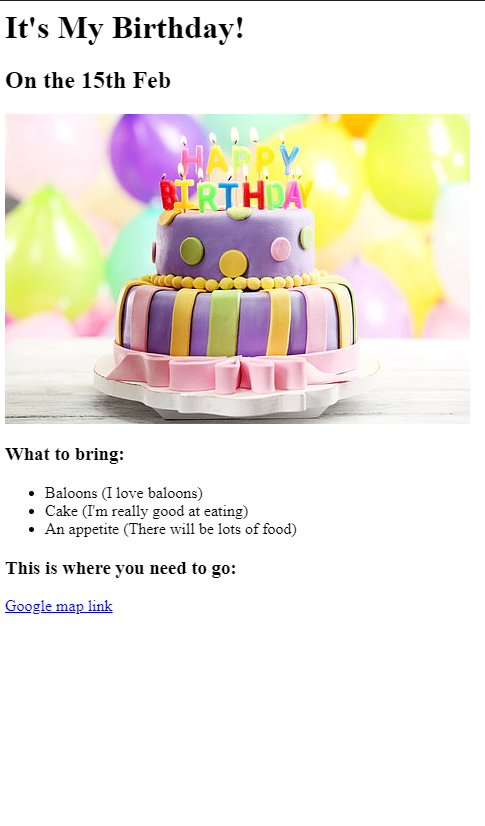 It's My Birthday!
On the 15th Feb
HAPPY
BIRTHDAY
What to bring:
Baloons (I love baloons)
Cake (I'm really good at eating)
An appetite (There will be lots of food)
This is where you need to go:
Google map link